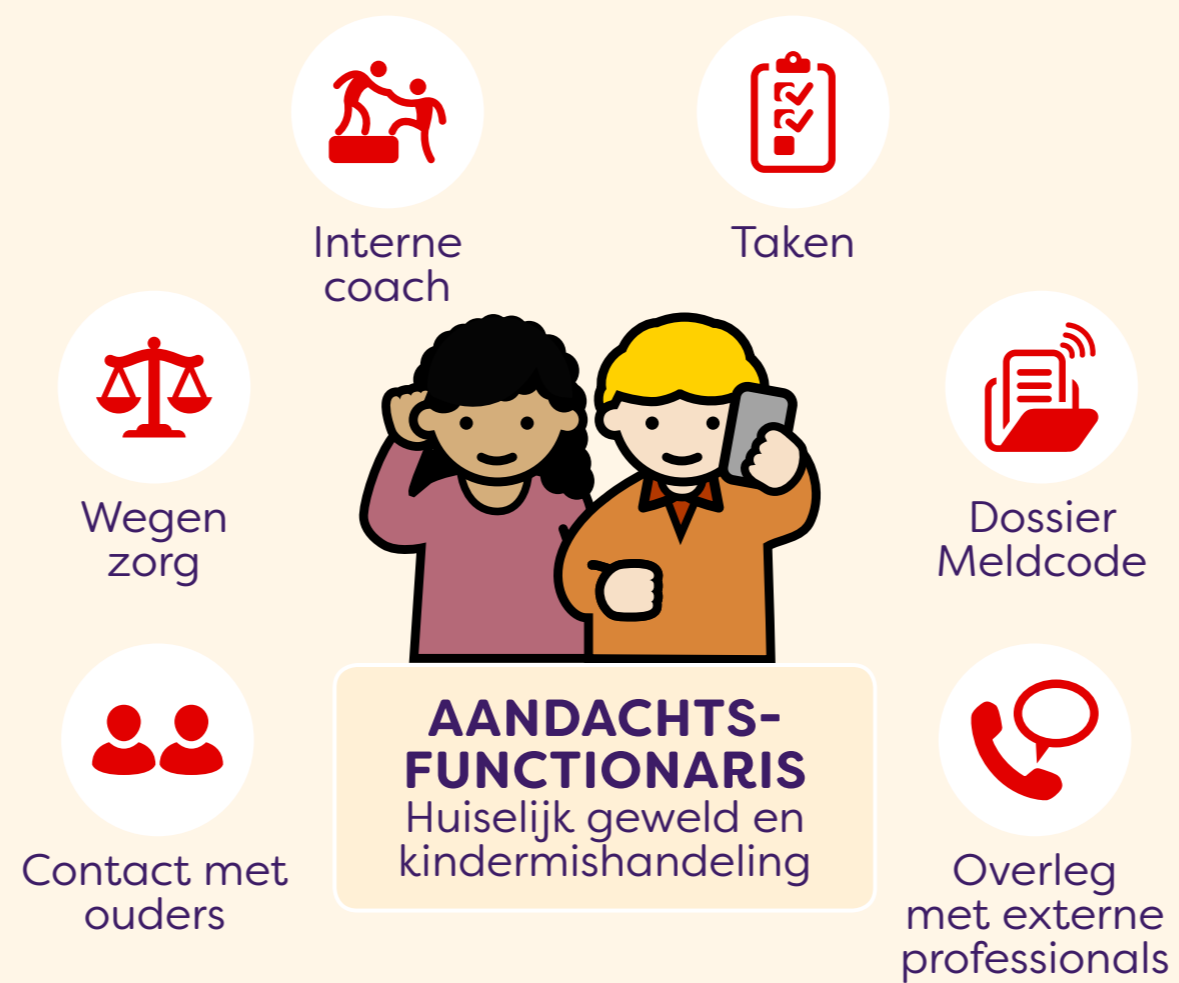 Interne
coach
Taken
Wegen
zorg
Dossier
Meldcode
Contact met
ouders
AANDACHTS-
FUNCTIONARIS
Huiselijk geweld en
kindermishandeling
Overleg
met externe
professionals